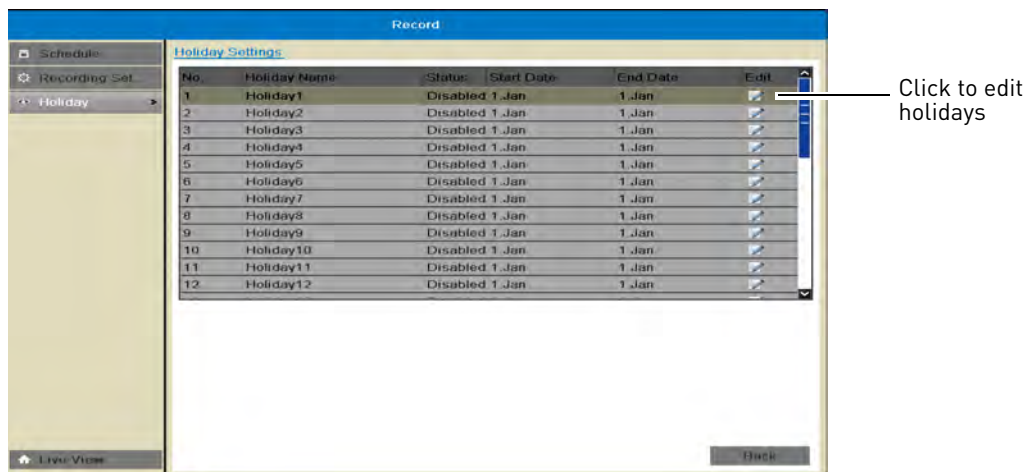 Record
Schedule
Recording Set..
Holiday
Live View
Holiday Settings
No. Holiday Name Status Start Date End Date Edit
1 Holiday1 Disabled 1.Jan 1.Jan
2 Holiday2 Disabled 1.Jan 1.Jan
3 Holiday3 Disabled 1.Jan 1.Jan
4 Holiday4 Disabled 1.Jan 1.Jan
5 Holiday5 Disabled 1.Jan 1.Jan
6 Holiday6 Disabled 1.Jan 1.Jan
7 Holiday7 Disabled 1.Jan 1.Jan
8 Holiday8 Disabled 1.Jan 1.Jan
9 Holiday9 Disabled 1.Jan 1.Jan
10 Holiday10 Disabled 1.Jan 1.Jan
11 Holiday11 Disabled 1.Jan 1.Jan
12 Holiday12 Disabled 1.Jan 1.Jan
Back
Click to edit
holidays